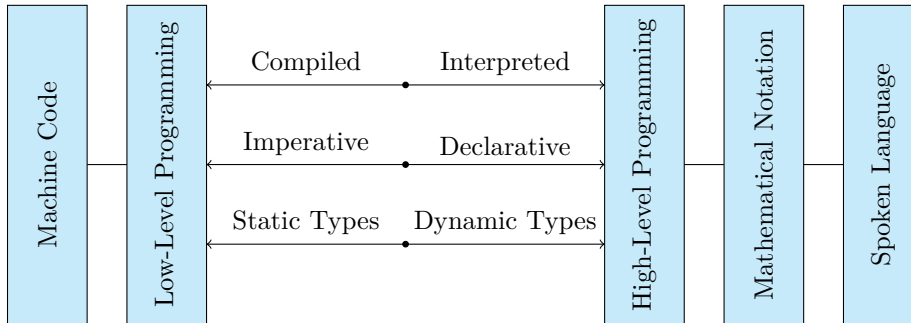 Machine Code
Low-Level Programming
Compiled
Interpreted
Imperative
Declarative
Static Types
Dynamic Types
High-Level Programming
Mathematical Notation
Spoken Language